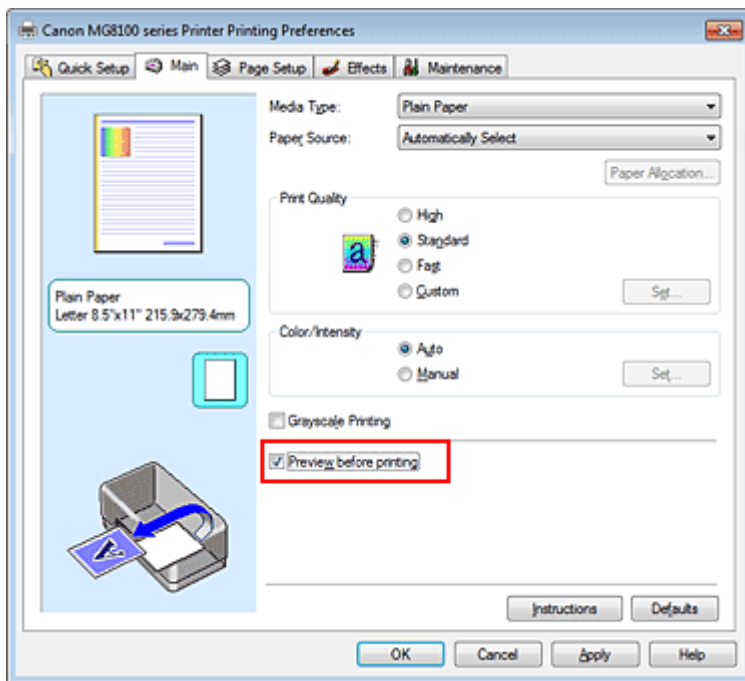 Canon MG8100 series Printer Printing Preferences
Quick Setup Main Page Setup Effects Maintenance
Media Type: Plain Paper
Paper Source: Automatically Select
Paper Allocation...
Print Quality
High
a Standard
Fast
Custom Set...
Plain Paper
Letter 8.5"x11" 215.9x279.4mm
Color/Intensity
Auto
Manual Set...
Grayscale Printing
Preview before printing
A
Instructions Defaults
OK Cancel Apply Help